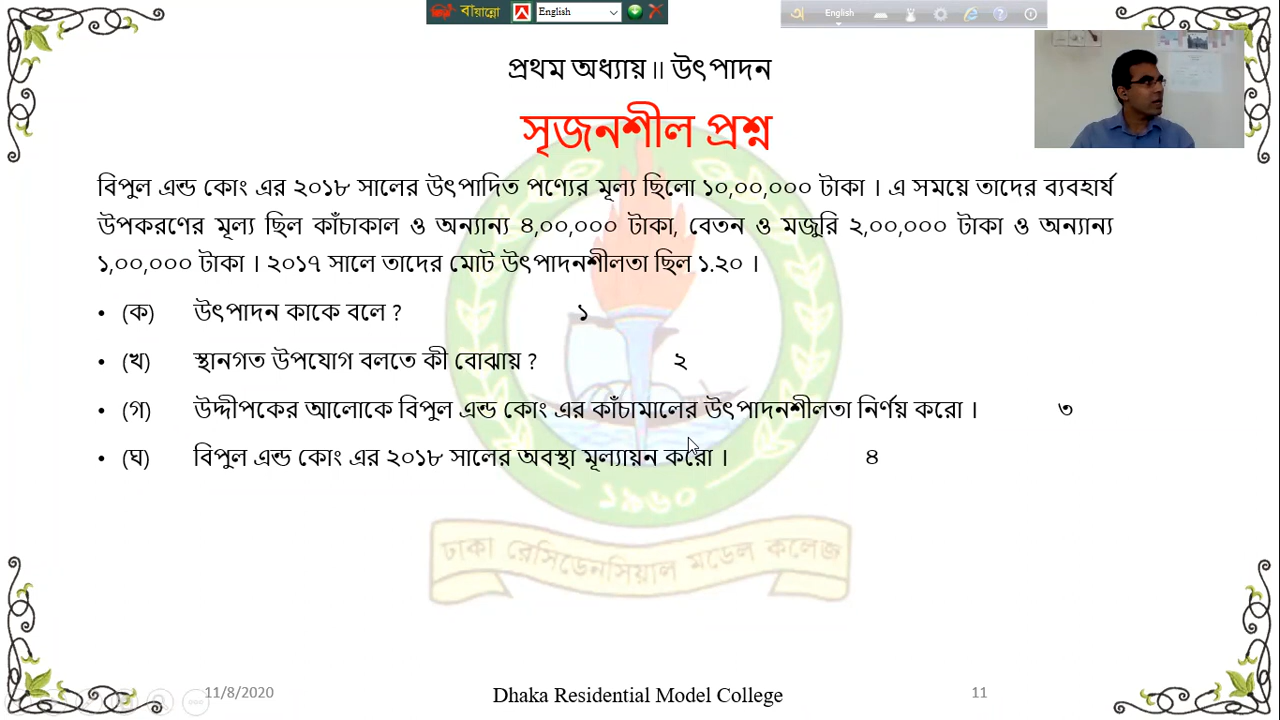 বায়ান্নো English
অ English
প্রথম অধ্যায়॥ উৎপাদন
সৃজনশীল প্রশ্ন
বিপুল এন্ড কোং এর ২০১৮ সালের উৎপাদিত পণ্যের মূল্য ছিলো ১০,০০,০০০ টাকা । এ সময়ে তাদের ব্যবহার্য
উপকরণের মূল্য ছিল কাঁচাকাল ও অন্যান্য ৪,০০,০০০ টাকা, বেতন ও মজুরি ২,০০,০০০ টাকা ও অন্যান্য
১,০০,০০০ টাকা । ২০১৭ সালে তাদের মোট উৎপাদনশীলতা ছিল ১.২০ ।
• (ক) উৎপাদন কাকে বলে ? ১
• (খ) স্থানগত উপযোগ বলতে কী বোঝায় ? ২
• (গ) উদ্দীপকের আলোকে বিপুল এন্ড কোং এর কাঁচামালের উৎপাদনশীলতা নির্ণয় করো । ৩
• (ঘ) বিপুল এন্ড কোং এর ২০১৮ সালের অবস্থা মূল্যায়ন করো । ৪
১৯৬০
ঢাকা রেসিডেনসিয়াল মডেল কলেজ
11/8/2020 Dhaka Residential Model College 11